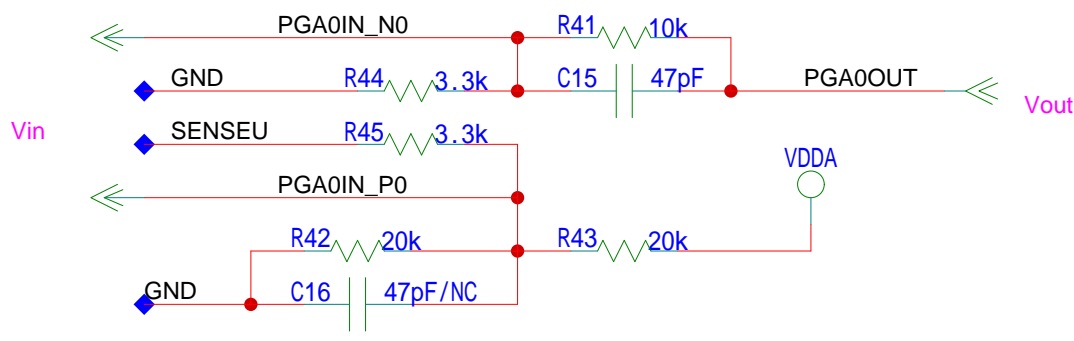 PGA0IN_N0 R41 10k
GND R44 3.3k C15 47pF PGA0OUT
Vout
Vin
SENSEU R45 3.3k
VDDA
PGA0IN_P0
R42 20k R43 20k
GND C16 47pF/NC